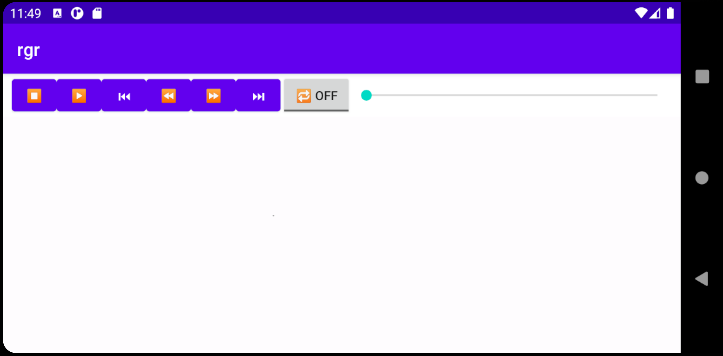 11:49
rgr
⏹ ▶ ⏮ ⏪ ⏩ ⏭ 🔁 OFF